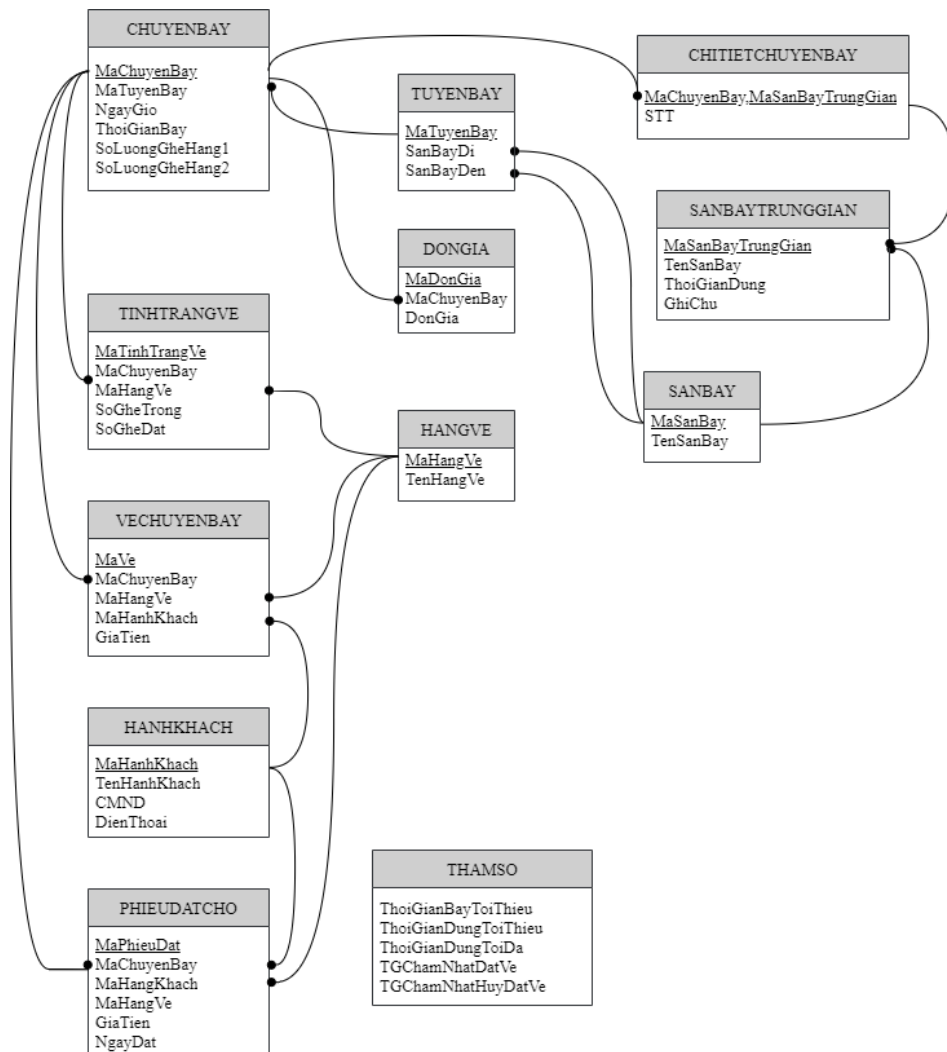 CHUYENBAY
MaChuyenBay
MaTuyenBay
NgayGio
ThoiGianBay
SoLuongGheHang1
SoLuongGheHang2
TUYENBAY
MaTuyenBay
SanBayDi
SanBayDen
CHITIETCHUYENBAY
MaChuyenBay,MaSanBayTrungGian
STT
SANBAYTRUNGGIAN
MaSanBayTrungGian
TenSanBay
ThoiGianDung
GhiChu
DONGIA
MaDonGia
MaChuyenBay
DonGia
TINHTRANGVE
MaTinhTrangVe
MaChuyenBay
MaHangVe
SoGheTrong
SoGheDat
SANBAY
MaSanBay
TenSanBay
HANGVE
MaHangVe
TenHangVe
VECHUYENBAY
MaVe
MaChuyenBay
MaHangVe
MaHanhKhach
GiaTien
HANHKHACH
MaHanhKhach
TenHanhKhach
CMND
DienThoai
THAMSO
ThoiGianBayToiThieu
ThoiGianDungToiThieu
ThoiGianDungToiDa
TGChamNhatDatVe
TGChamNhatHuyDatVe
PHIEUDATCHO
MaPhieuDat
MaChuyenBay
MaHangKhach
MaHangVe
GiaTien
NgayDat